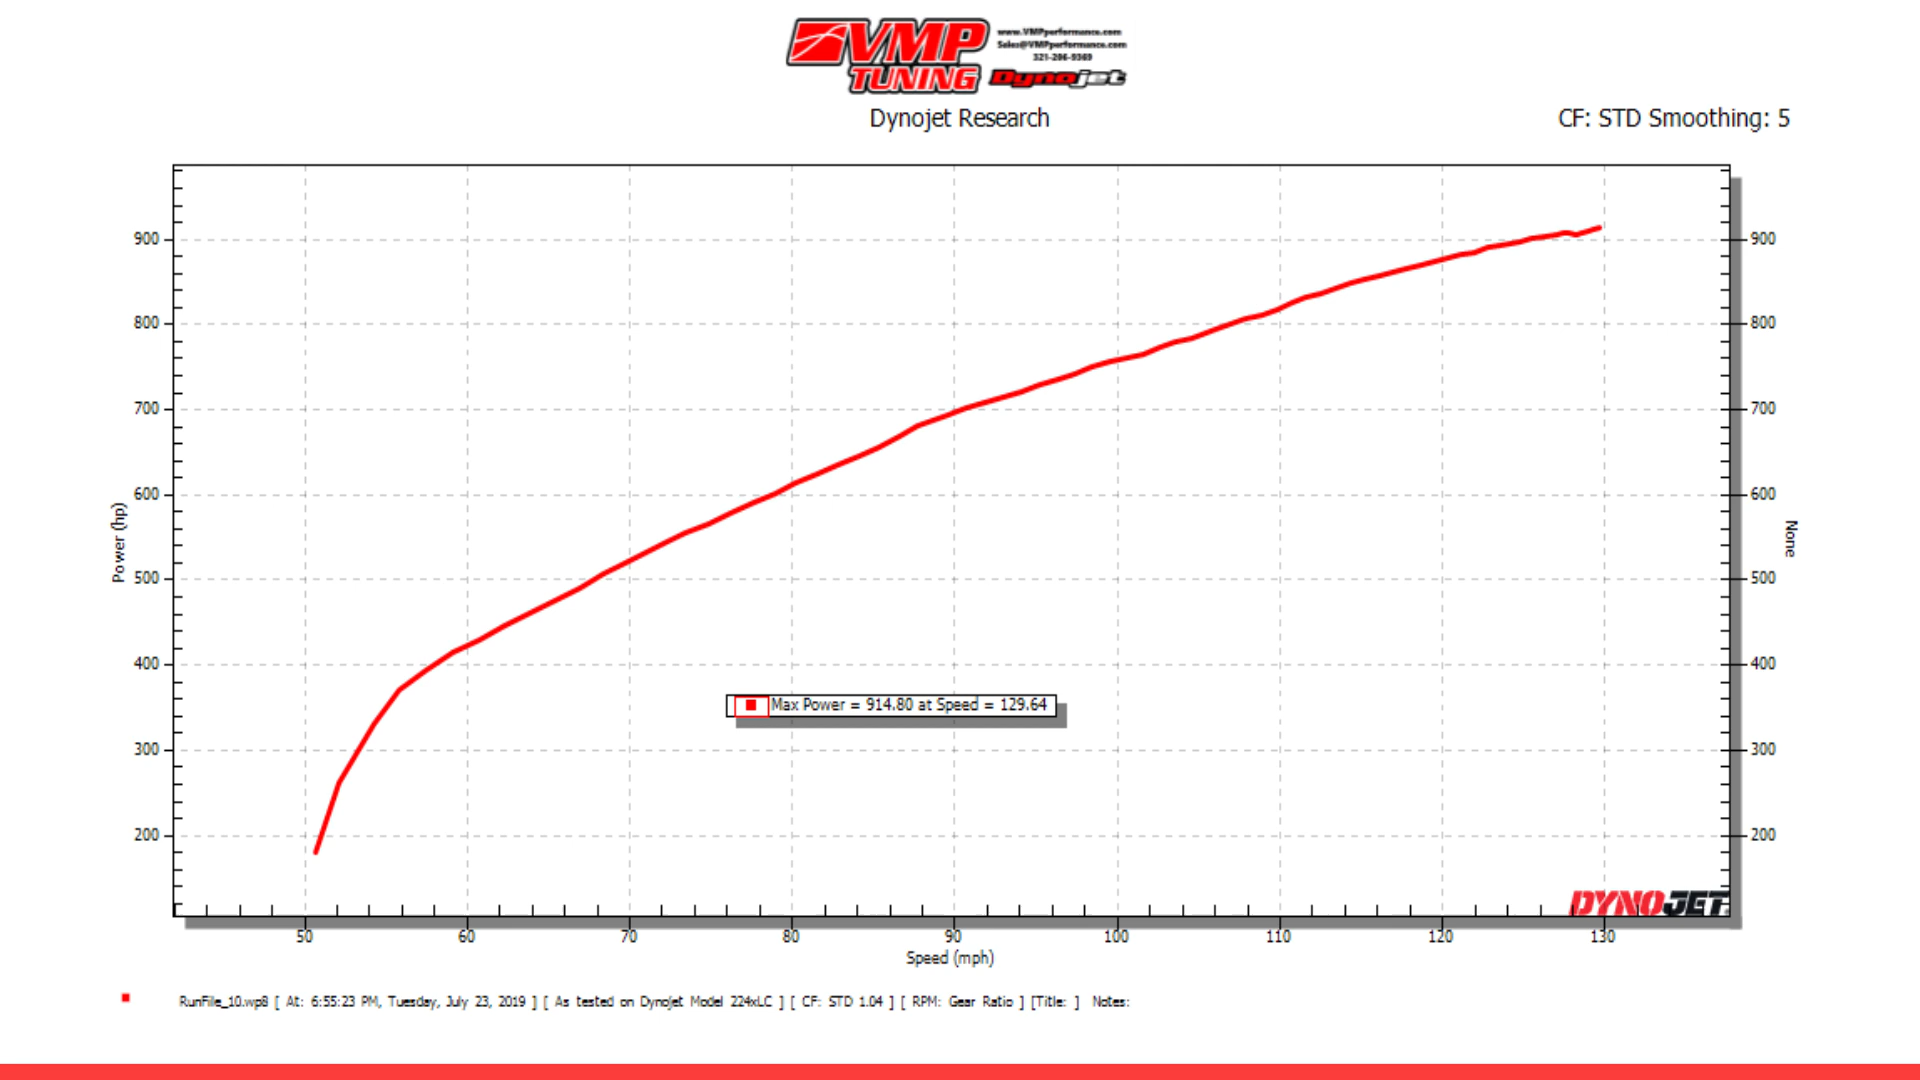 VMP
TUNING
www.VMPperformance.com
Sales@VMPperformance.com
321-206-9369
Dynojet
Dynojet Research
CF: STD Smoothing: 5
900
800
700
600
500
400
300
200
Power (hp)
900
800
700
600
500
400
300
200
None
Max Power = 914.80 at Speed = 129.64
DYNOJET
50 60 70 80 90 100 110 120 130
Speed (mph)
RunFile_10.wp8 [ At: 6:55:23 PM, Tuesday, July 23, 2019 ] [ As tested on Dynojet Model 224xLC ] [ CF: STD 1.04 ] [ RPM: Gear Ratio ] [Title: ] Notes: